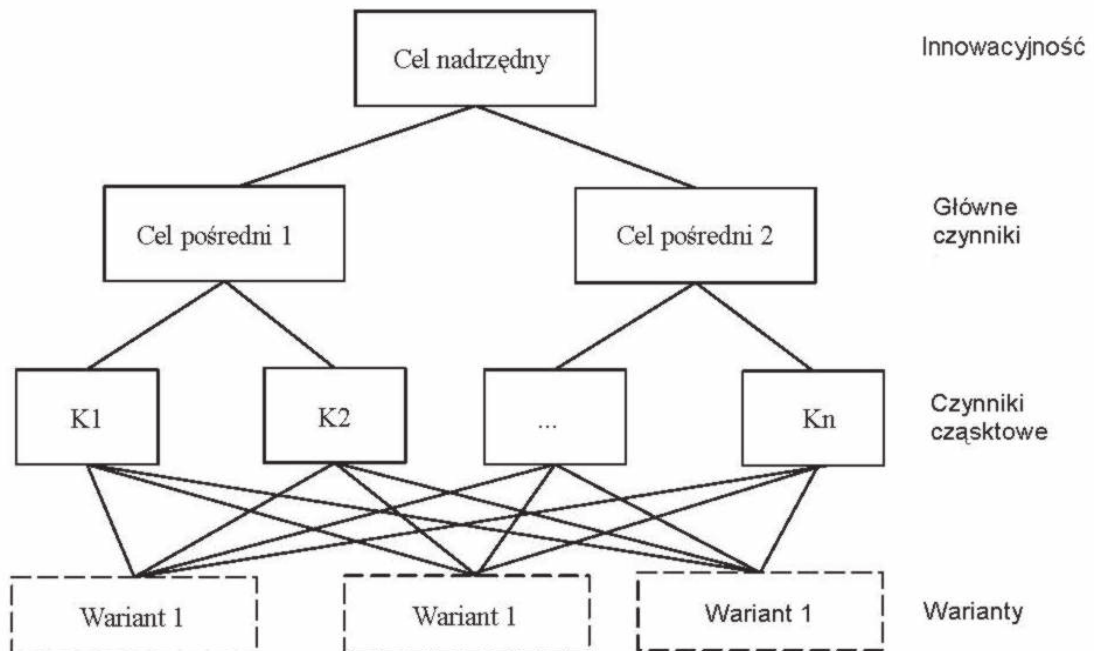 Cel nadrzędny
Innowacyjność
Cel pośredni 1
Cel pośredni 2
Główne
czynniki
K1
K2
...
Kn
Czynniki
cząsktowe
Wariant 1
Wariant 1
Wariant 1
Warianty